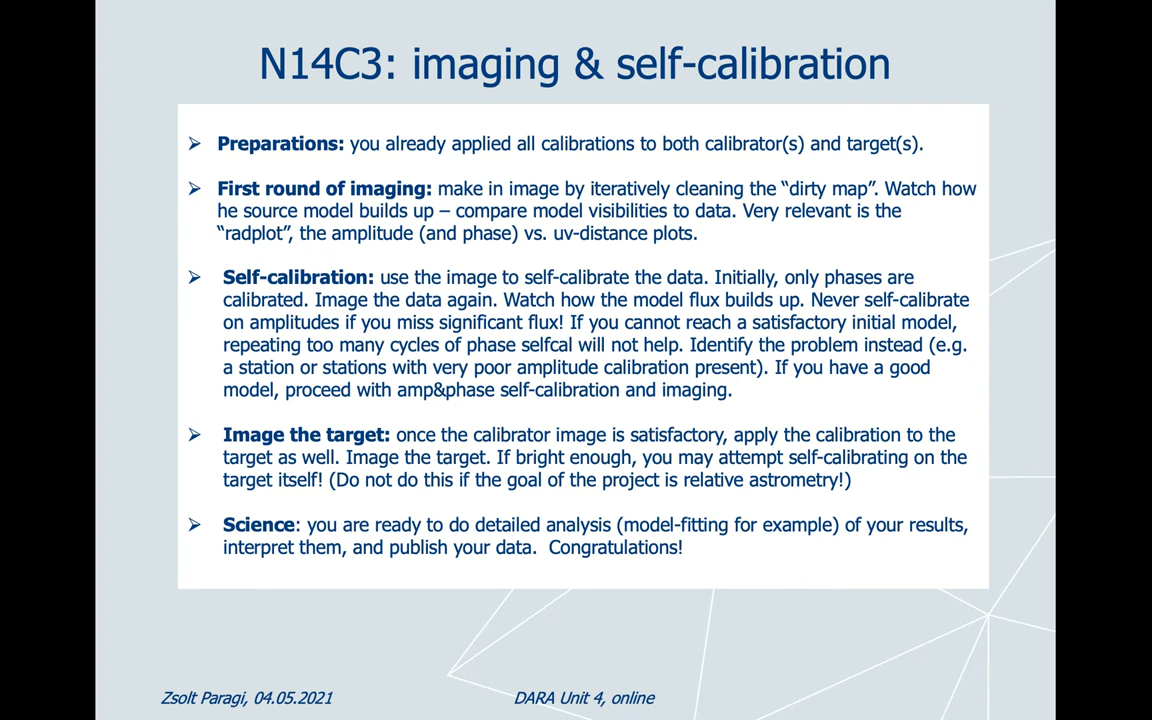 N14C3: imaging & self-calibration
➢ Preparations: you already applied all calibrations to both calibrator(s) and target(s).
➢ First round of imaging: make in image by iteratively cleaning the “dirty map”. Watch how
he source model builds up – compare model visibilities to data. Very relevant is the
“radplot”, the amplitude (and phase) vs. uv-distance plots.
➢ Self-calibration: use the image to self-calibrate the data. Initially, only phases are
calibrated. Image the data again. Watch how the model flux builds up. Never self-calibrate
on amplitudes if you miss significant flux! If you cannot reach a satisfactory initial model,
repeating too many cycles of phase selfcal will not help. Identify the problem instead (e.g.
a station or stations with very poor amplitude calibration present). If you have a good
model, proceed with amp&phase self-calibration and imaging.
➢ Image the target: once the calibrator image is satisfactory, apply the calibration to the
target as well. Image the target. If bright enough, you may attempt self-calibrating on the
target itself! (Do not do this if the goal of the project is relative astrometry!)
➢ Science: you are ready to do detailed analysis (model-fitting for example) of your results,
interpret them, and publish your data.  Congratulations!
Zsolt Paragi, 04.05.2021
DARA Unit 4, online